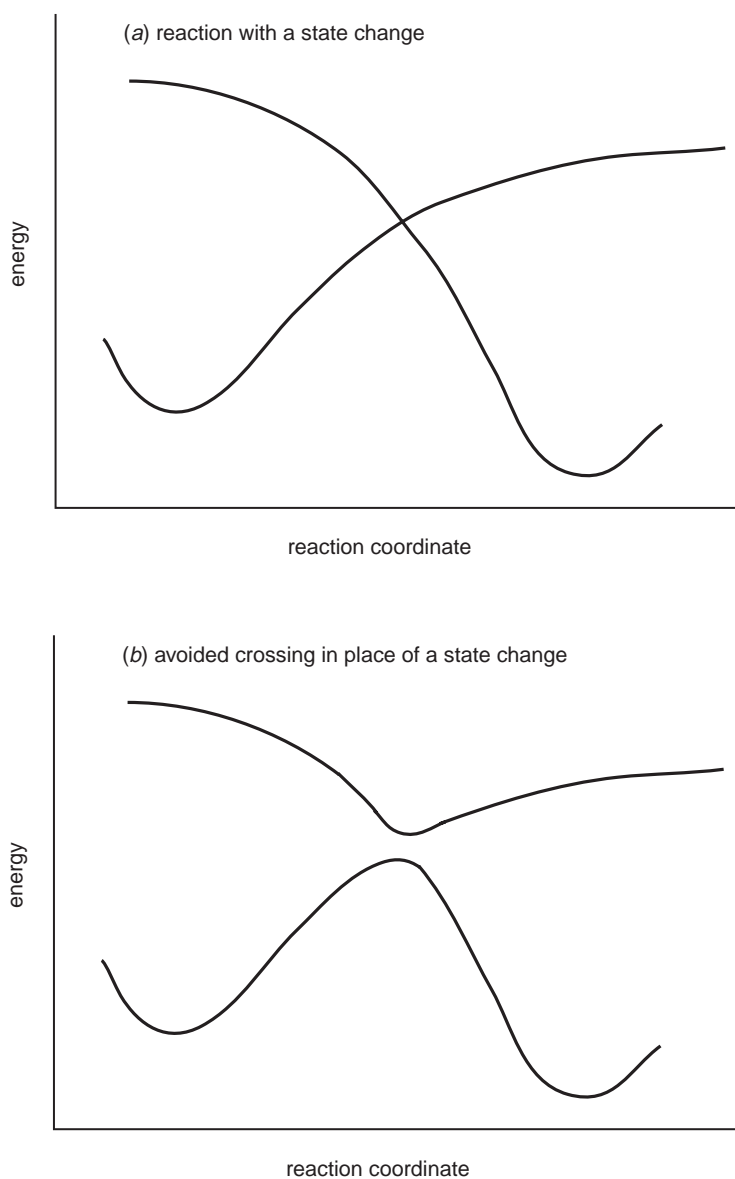 (a) reaction with a state change
energy
reaction coordinate
(b) avoided crossing in place of a state change
energy
reaction coordinate